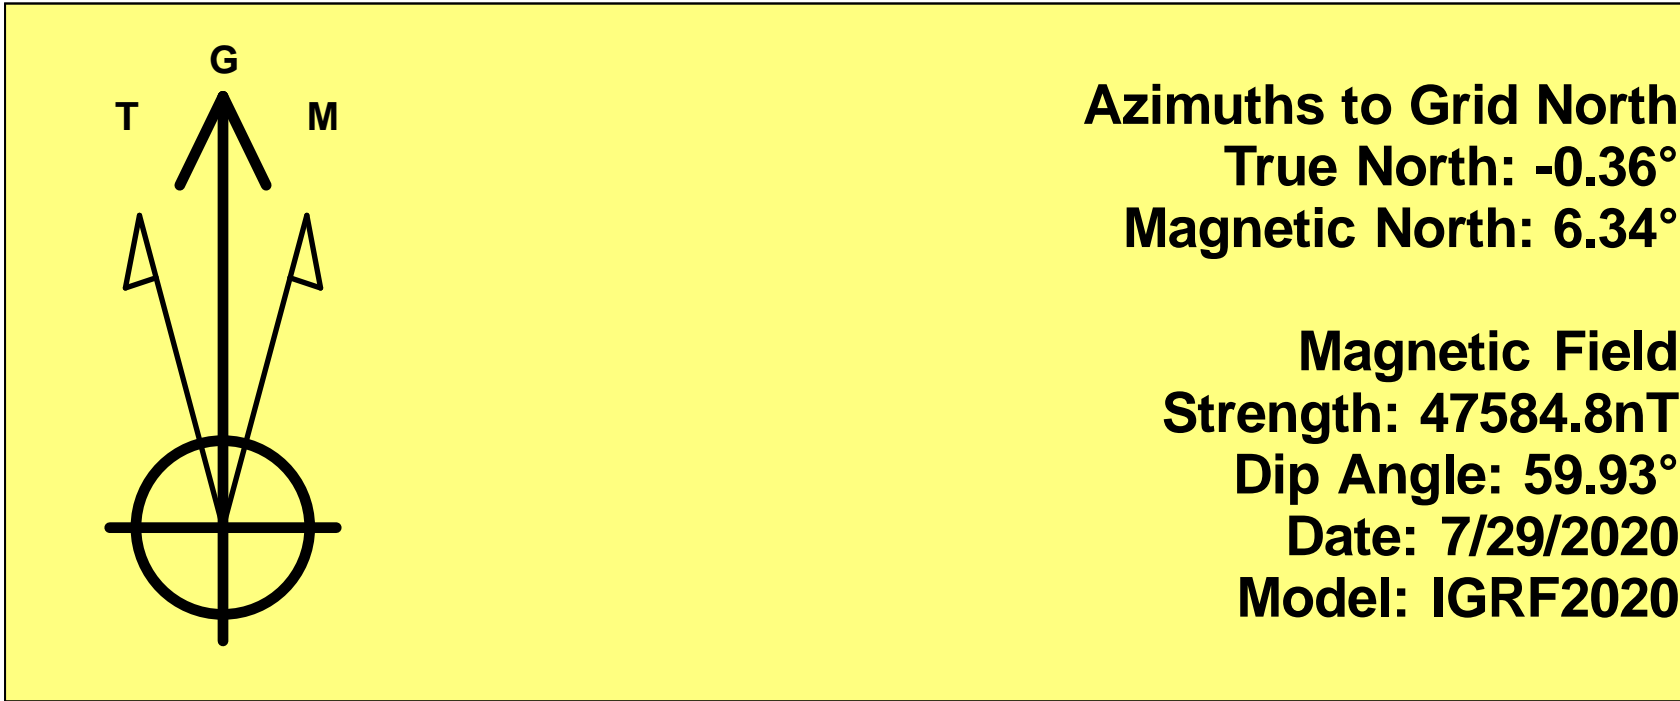 G
T M
Azimuths to Grid North
True North: -0.36°
Magnetic North: 6.34°
Magnetic Field
Strength: 47584.8nT
Dip Angle: 59.93°
Date: 7/29/2020
Model: IGRF2020